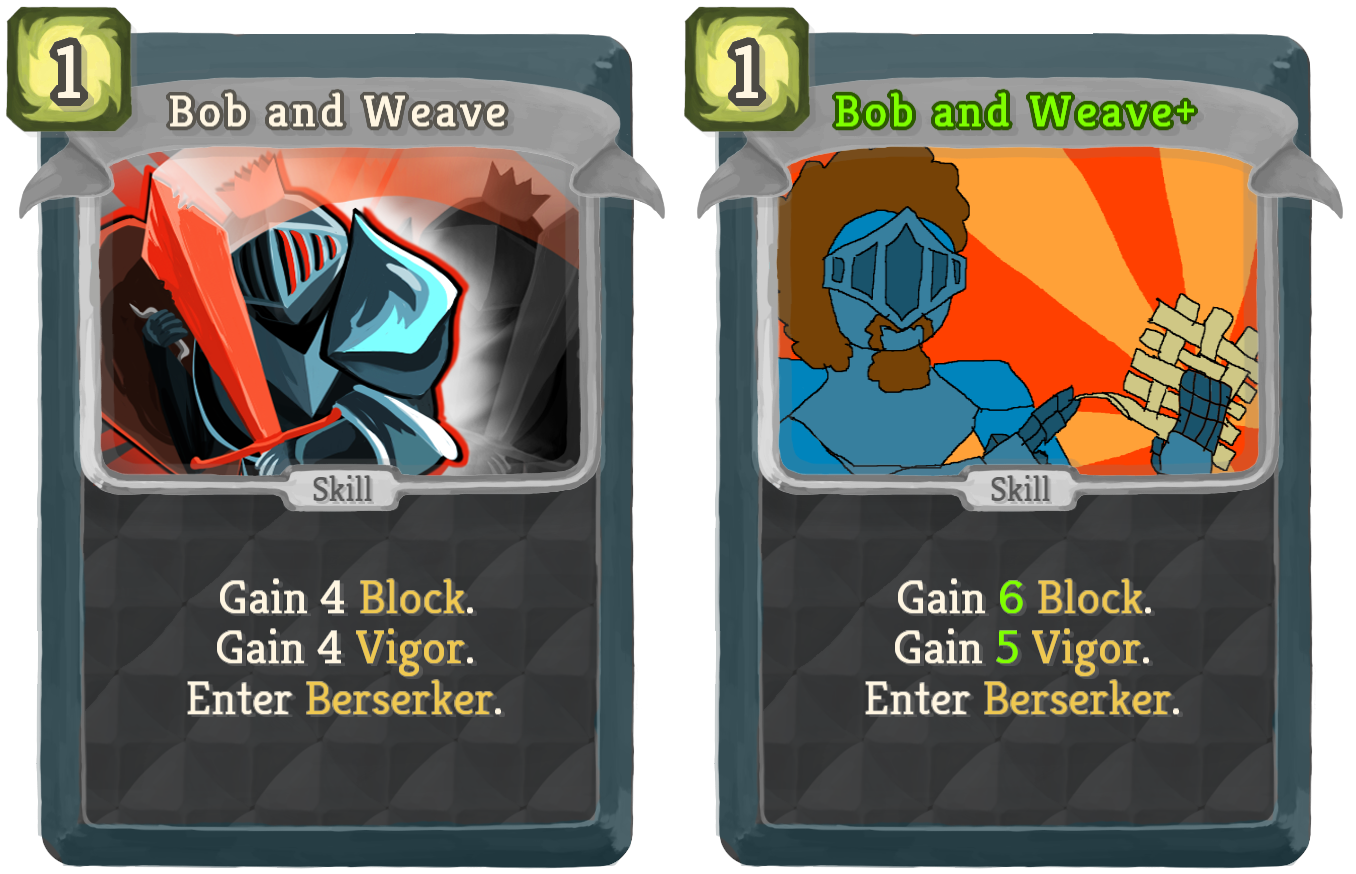 1
Bob and Weave
Skill
Gain 4 Block.
Gain 4 Vigor.
Enter Berserker.
1
Bob and Weave+
Skill
Gain 6 Block.
Gain 5 Vigor.
Enter Berserker.